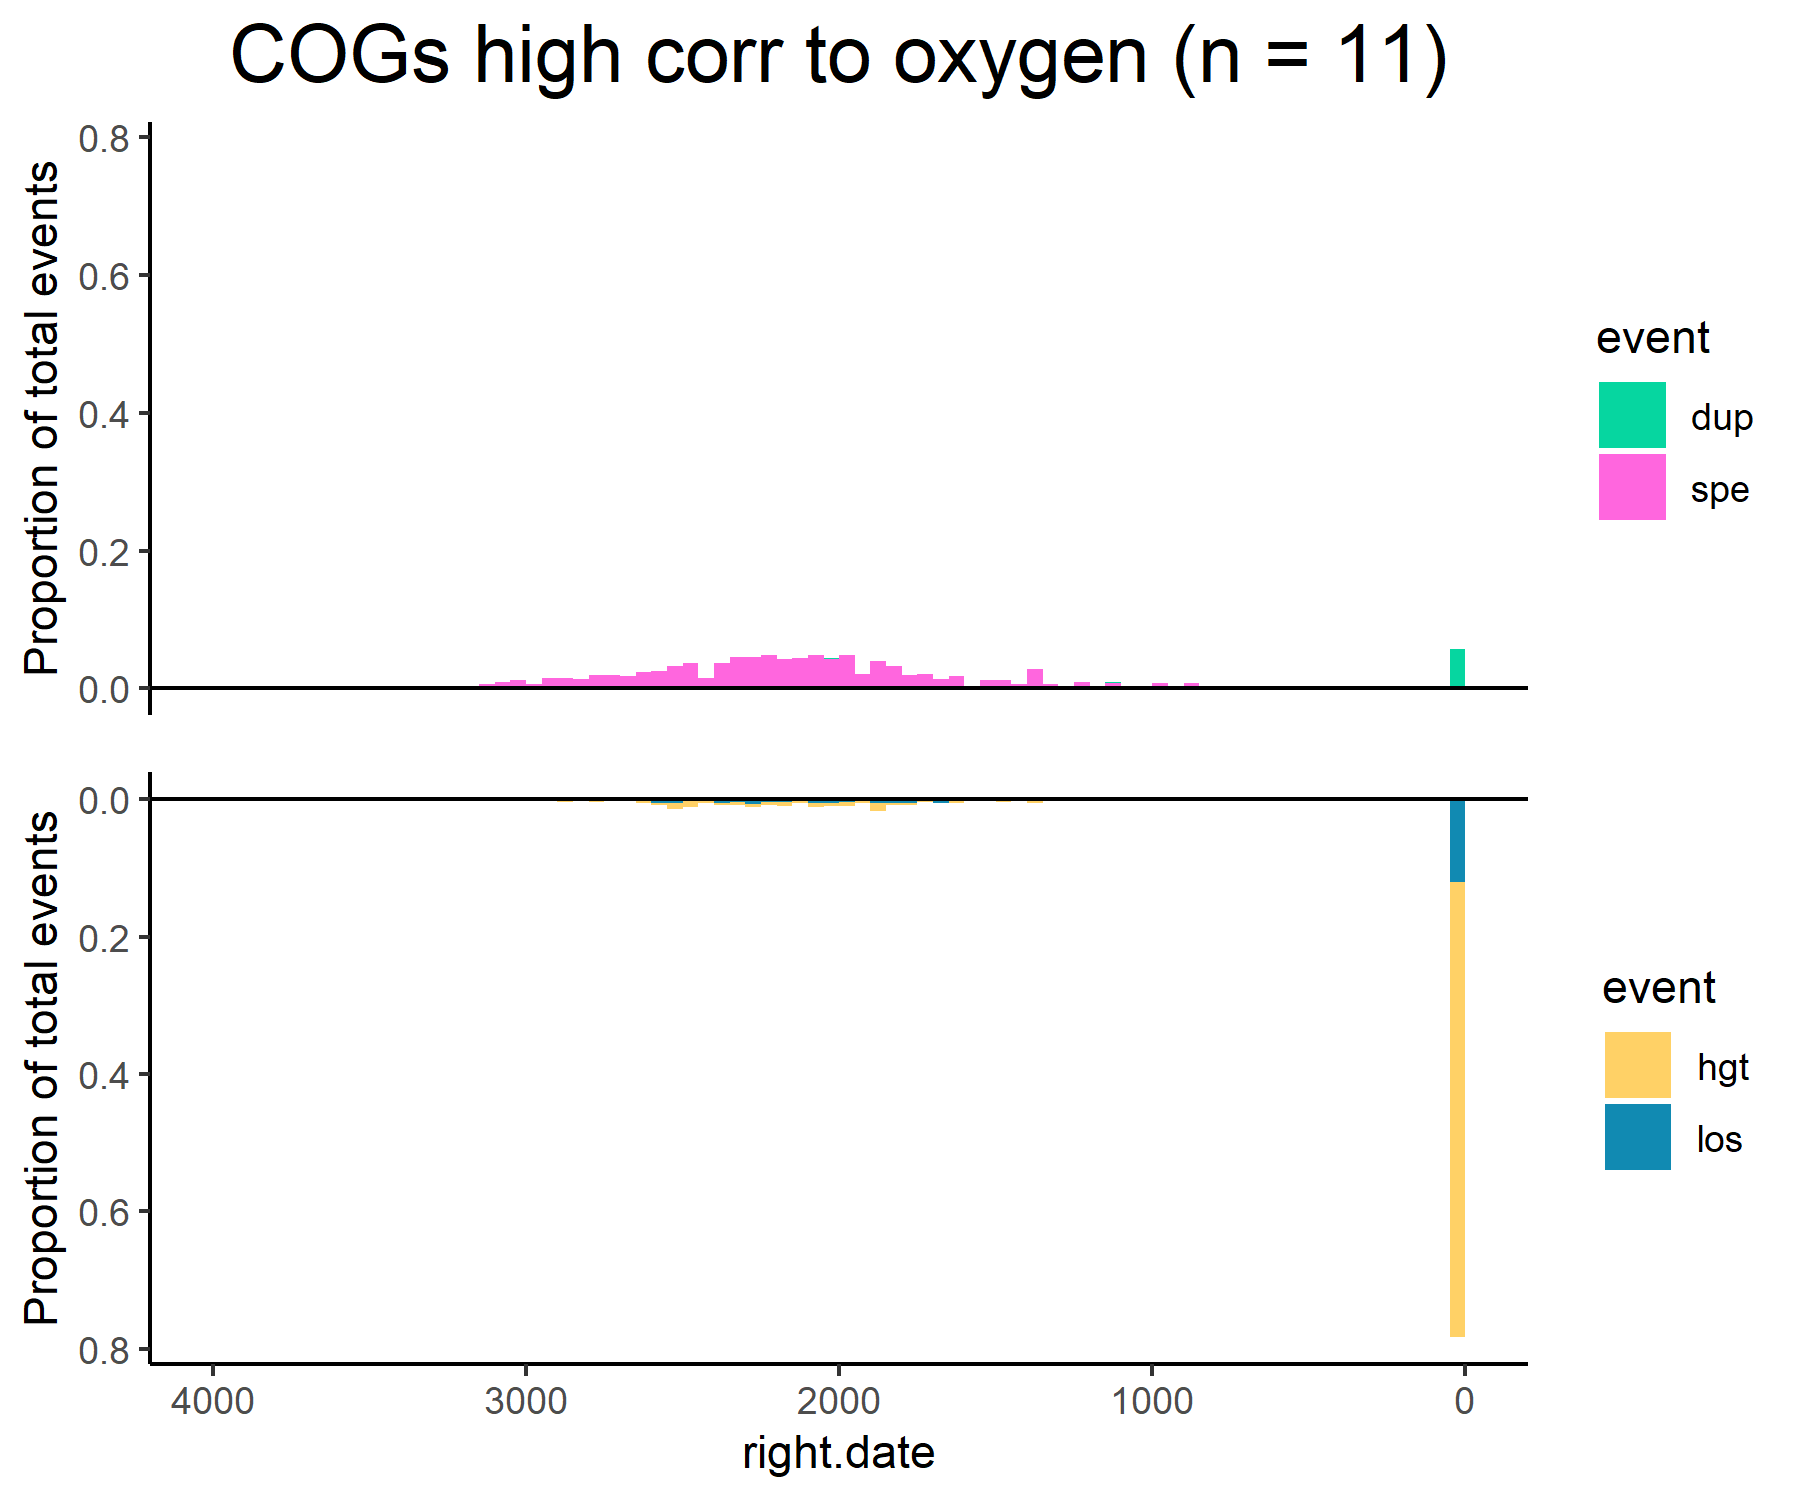 COGs high corr to oxygen (n = 11)
Proportion of total events
0.8
0.6
0.4
0.2
0.0
event
dup
spe
Proportion of total events
0.0
0.2
0.4
0.6
0.8
event
hgt
los
4000 3000 2000 1000 0
right.date